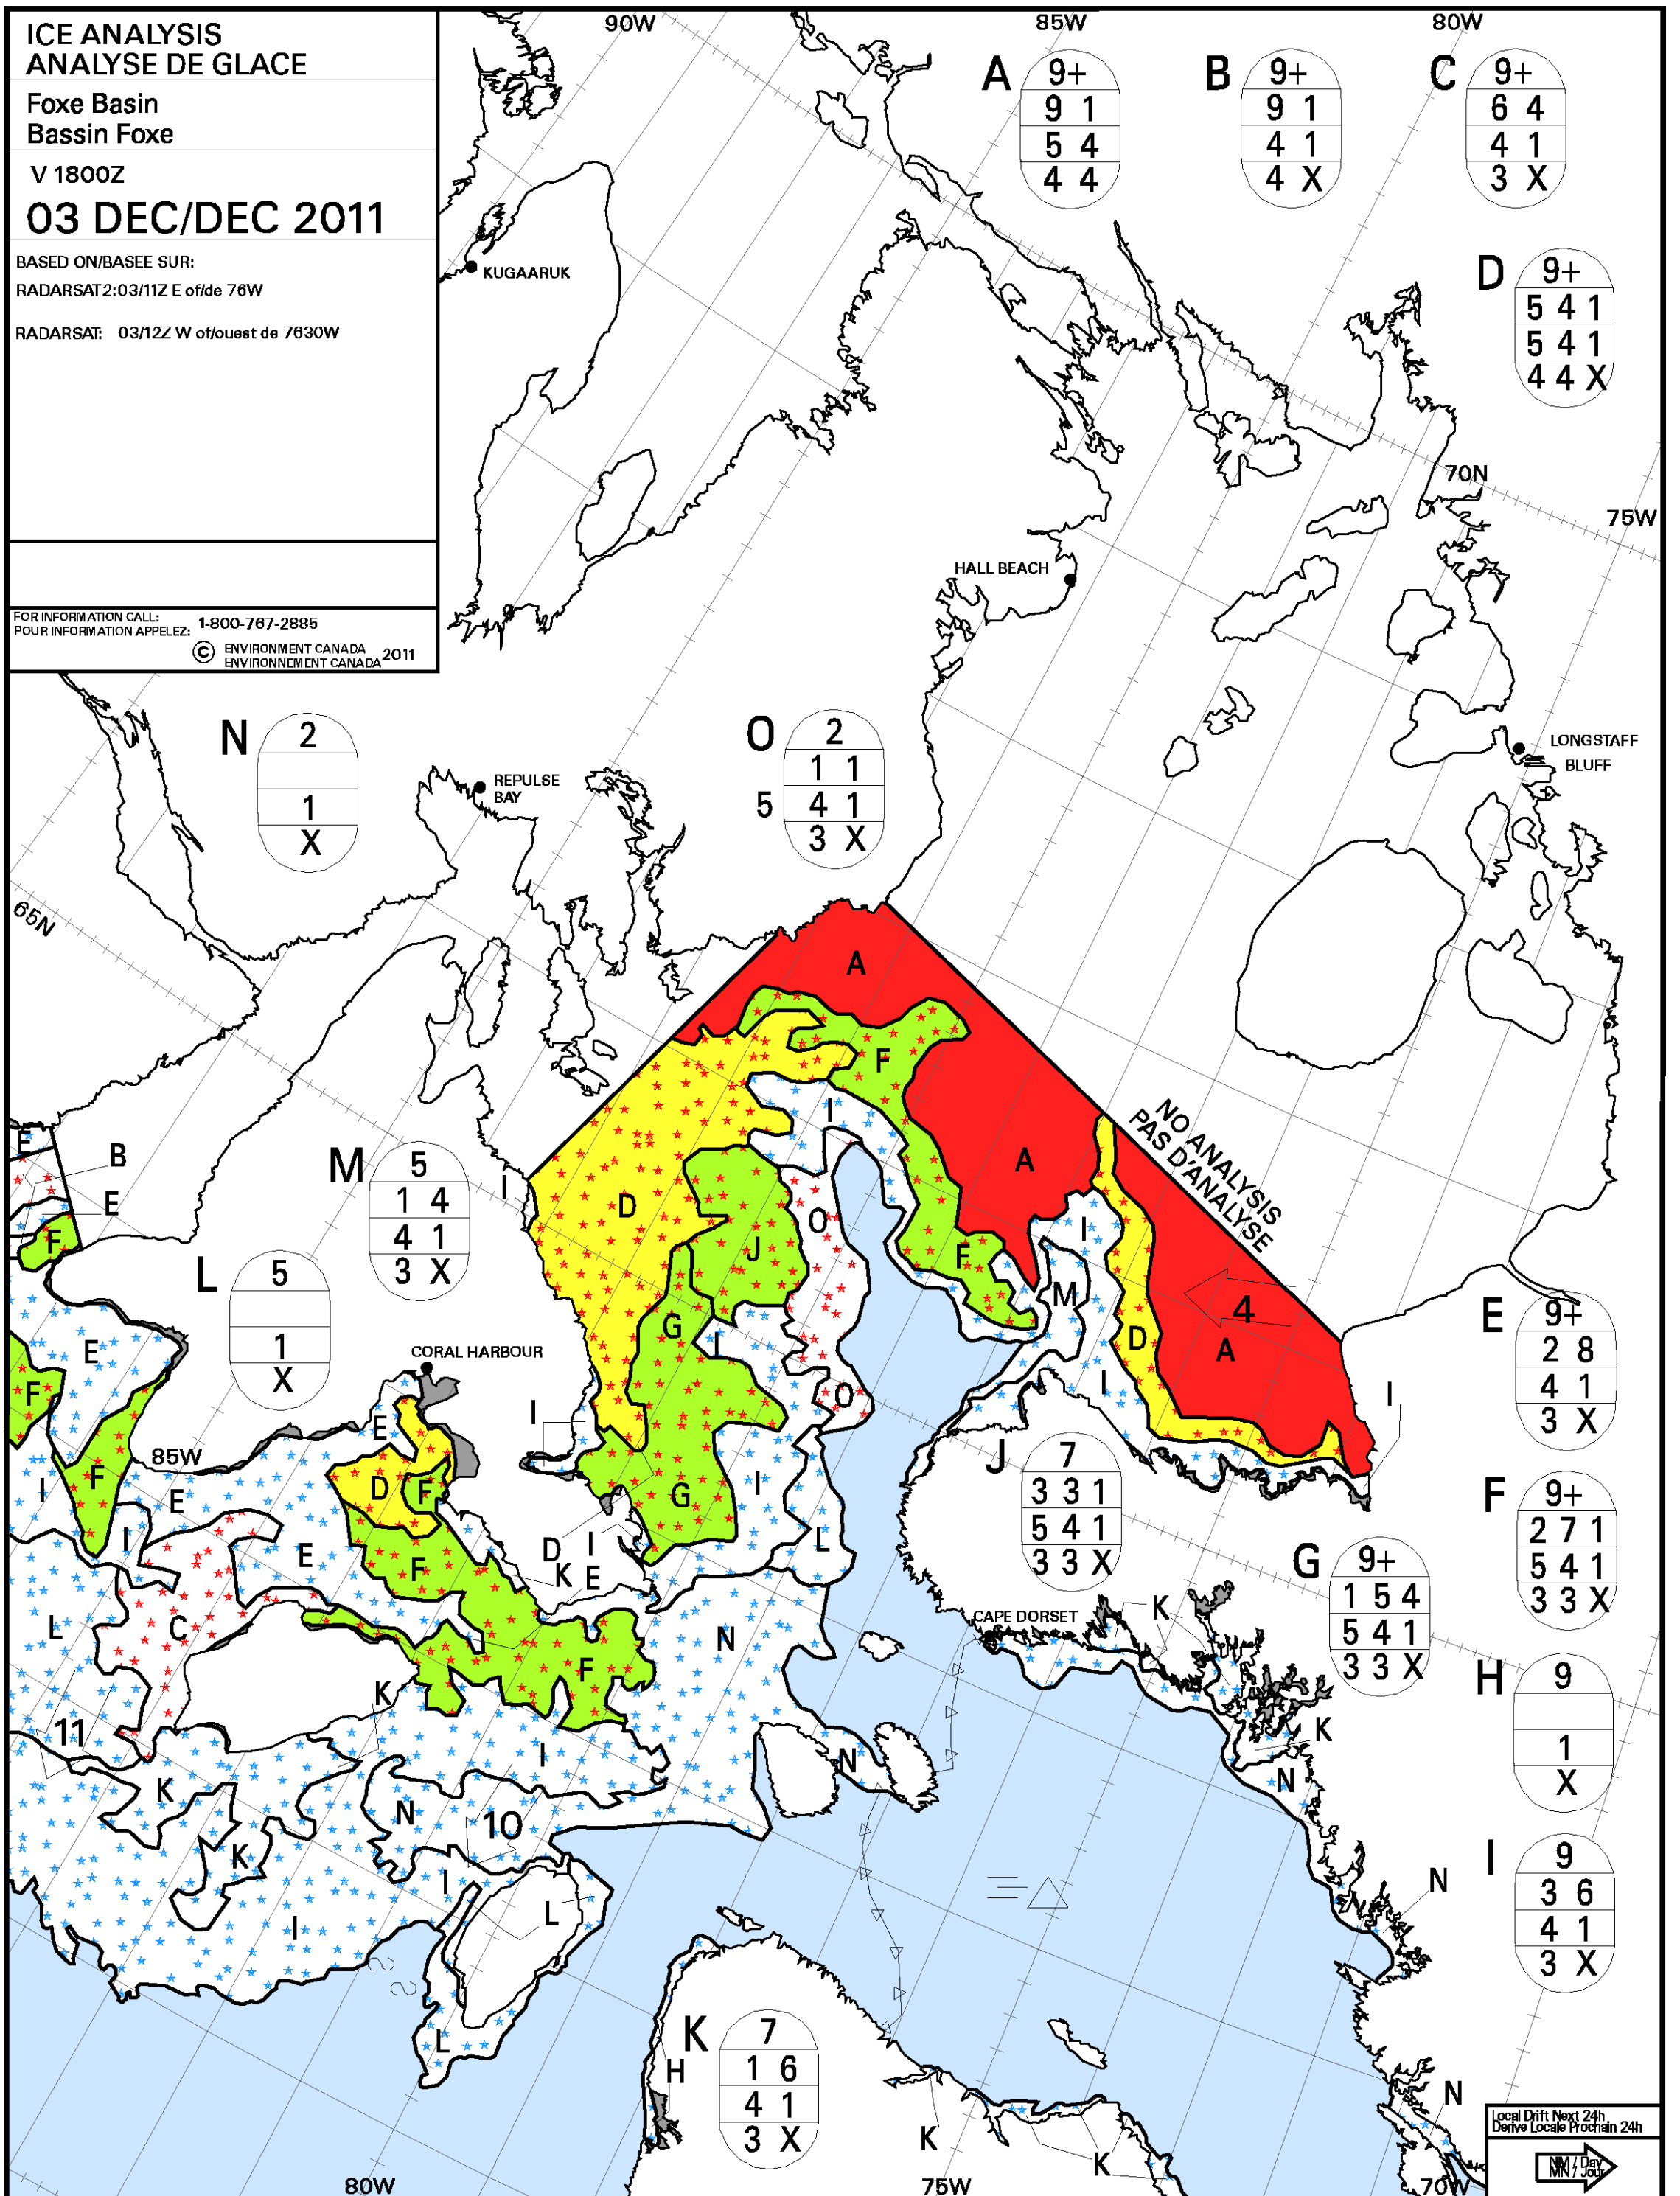 ICE ANALYSIS
ANALYSE DE GLACE
Foxe Basin
Bassin Foxe
V 1800Z
03 DEC/DEC 2011
BASED ON/BASEE SUR:
RADARSAT2:03/11Z E of/de 76W
RADARSAT: 03/12Z W of/ouest de 7630W
FOR INFORMATION CALL:
POUR INFORMATION APPELEZ: 1-800-767-2885
© ENVIRONMENT CANADA
ENVIRONNEMENT CANADA 2011
90W
85W
80W
A
9+
9 1
5 4
4 4
B
9+
9 1
4 1
4 X
C
9+
6 4
4 1
3 X
D
9+
5 4 1
5 4 1
4 4 X
KUGAARUK
70N
75W
HALL BEACH
LONGSTAFF
BLUFF
N
2
1
X
REPULSE
BAY
O
2
1 1
5 4 1
3 X
65N
A
F
I
NO ANALYSIS
PAS D'ANALYSE
E
B
E
F
M
5
1 4
4 1
3 X
I
D
J
O
A
F
I
M
L
5
1
X
G
I
D
4
A
E
9+
2 8
4 1
3 X
CORAL HARBOUR
E
F
I
O
I
I
E
85W
F
I
E
D
F
G
I
J
7
3 3 1
5 4 1
3 3 X
F
9+
2 7 1
5 4 1
3 3 X
I
E
F
D
I
K
E
L
G
9+
1 5 4
5 4 1
3 3 X
L
C
N
CAPE DORSET
K
F
K
H
9
1
X
11
I
K
N
K
N
K
N
10
I
K
I
L
N
I
9
3 6
4 1
3 X
L
H
K
7
1 6
4 1
3 X
N
K
K
80W
75W
70W
Local Drift Next 24h
Derive Locale Prochain 24h
NM / Day
MN / Jour